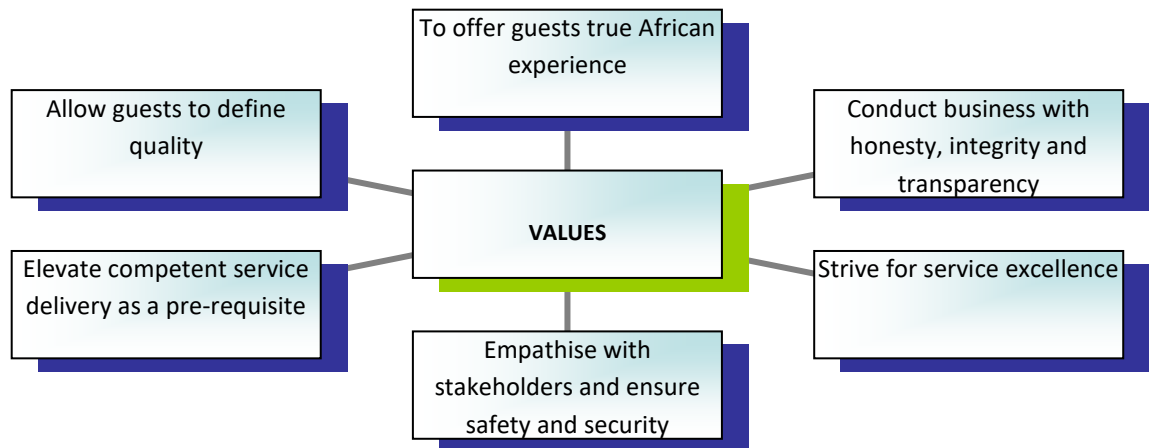 To offer guests true African
experience
Allow guests to define
quality
Conduct business with
honesty, integrity and
transparency
VALUES
Elevate competent service
delivery as a pre-requisite
Strive for service excellence
Empathise with
stakeholders and ensure
safety and security